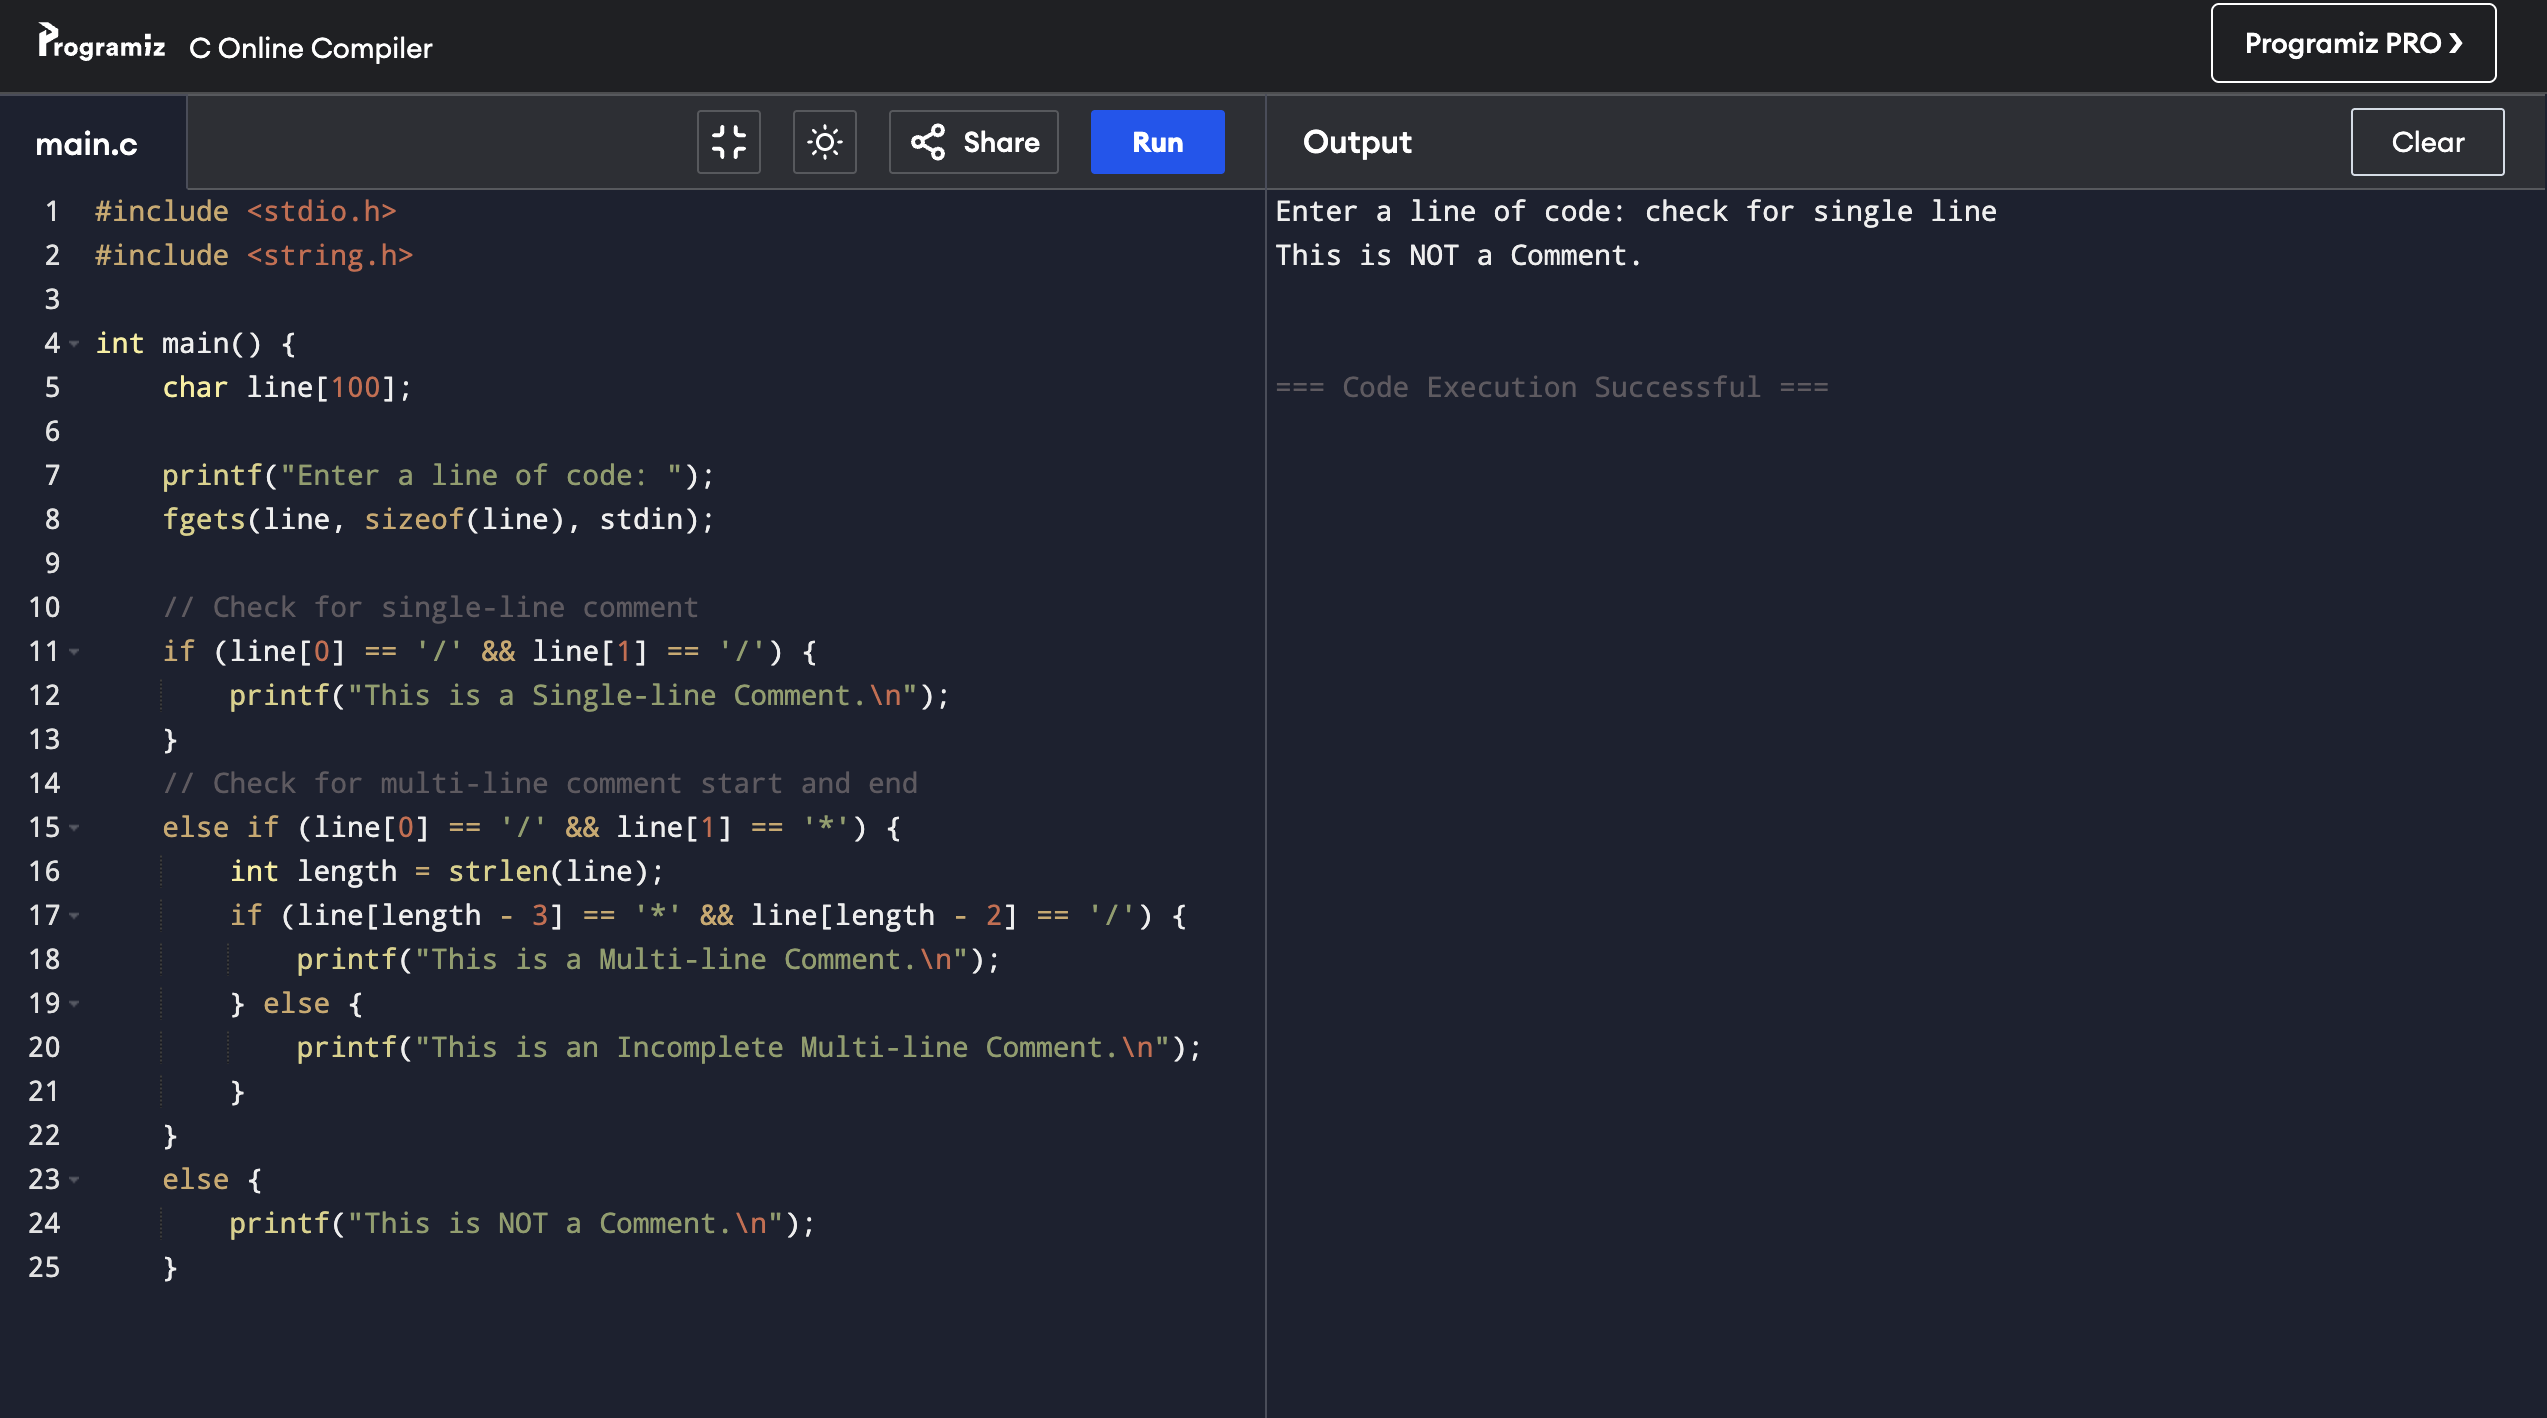 Programiz C Online Compiler
Programiz PRO ❯
main.c
Share
Run
Output
Clear
1 #include <stdio.h>
2 #include <string.h>
3
4 int main() {
5     char line[100];
6
7     printf("Enter a line of code: ");
8     fgets(line, sizeof(line), stdin);
9
10     // Check for single-line comment
11     if (line[0] == '/' && line[1] == '/') {
12         printf("This is a Single-line Comment.\n");
13     }
14     // Check for multi-line comment start and end
15     else if (line[0] == '/' && line[1] == '*') {
16         int length = strlen(line);
17         if (line[length - 3] == '*' && line[length - 2] == '/') {
18             printf("This is a Multi-line Comment.\n");
19         } else {
20             printf("This is an Incomplete Multi-line Comment.\n");
21         }
22     }
23     else {
24         printf("This is NOT a Comment.\n");
25     }
Enter a line of code: check for single line
This is NOT a Comment.
=== Code Execution Successful ===